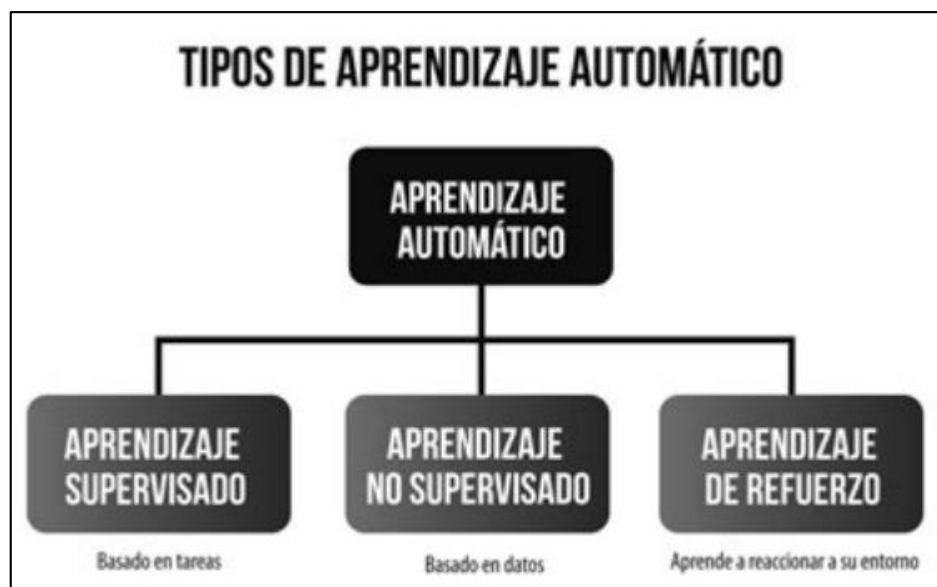 TIPOS DE APRENDIZAJE AUTOMÁTICO
APRENDIZAJE
AUTOMÁTICO
APRENDIZAJE
SUPERVISADO
APRENDIZAJE
NO SUPERVISADO
APRENDIZAJE
DE REFUERZO
Basado en tareas
Basado en datos
Aprende a reaccionar a su entorno